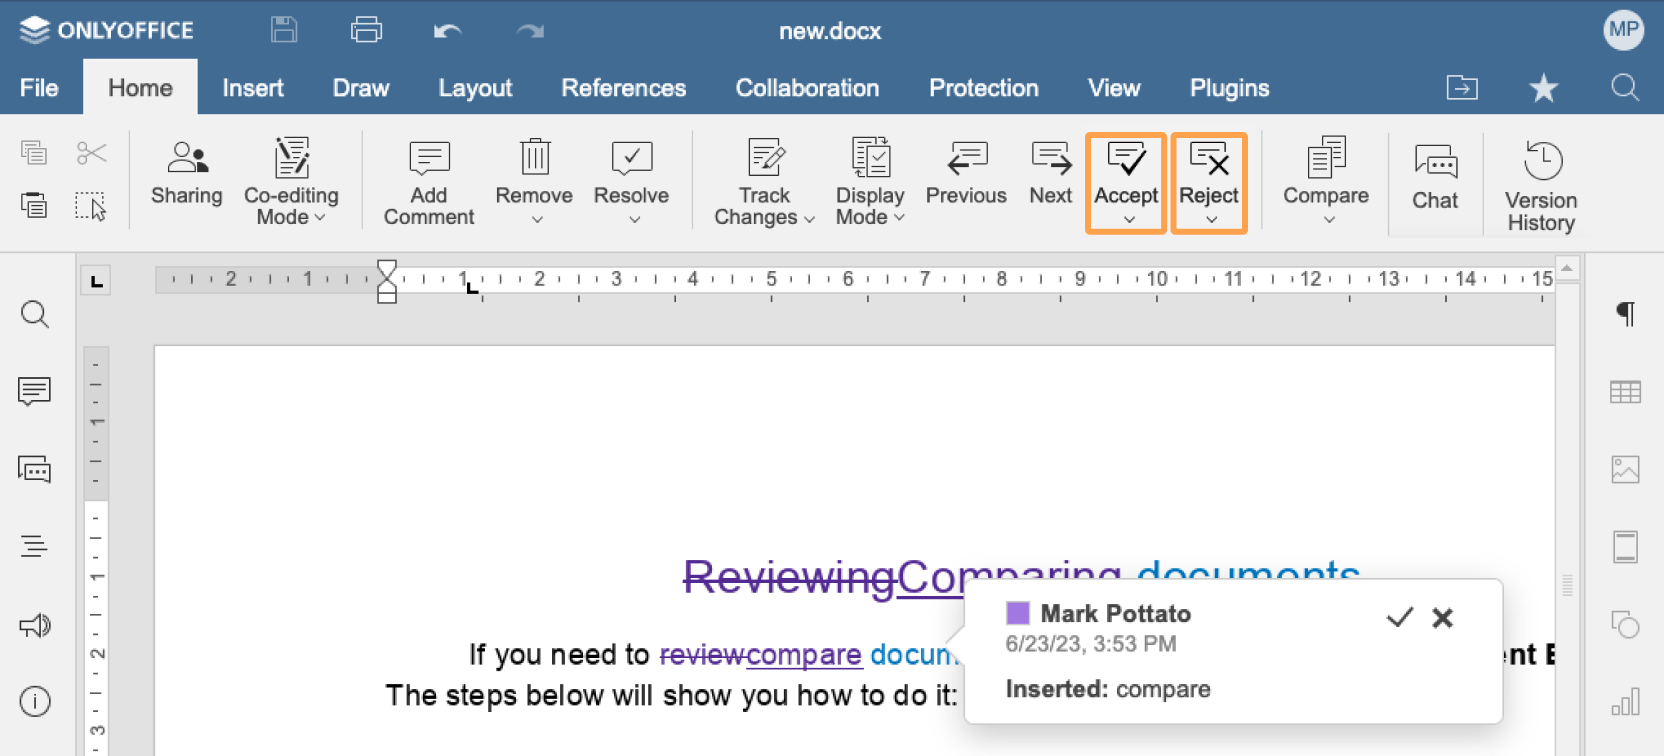 ONLYOFFICE new.docx MP
File Home Insert Draw Layout References Collaboration Protection View Plugins
Sharing Co-editing Mode Add Comment Remove Resolve Track Changes Display Mode Previous Next Accept Reject Compare Chat Version History
2 1 1 2 3 4 5 6 7 8 9 10 11 12 13 14 15
1
1
2
3
ReviewingComparing documents
If you need to reviewcompare
The steps below will show you how to do it:
Mark Pottato
6/23/23, 3:53 PM
Inserted: compare